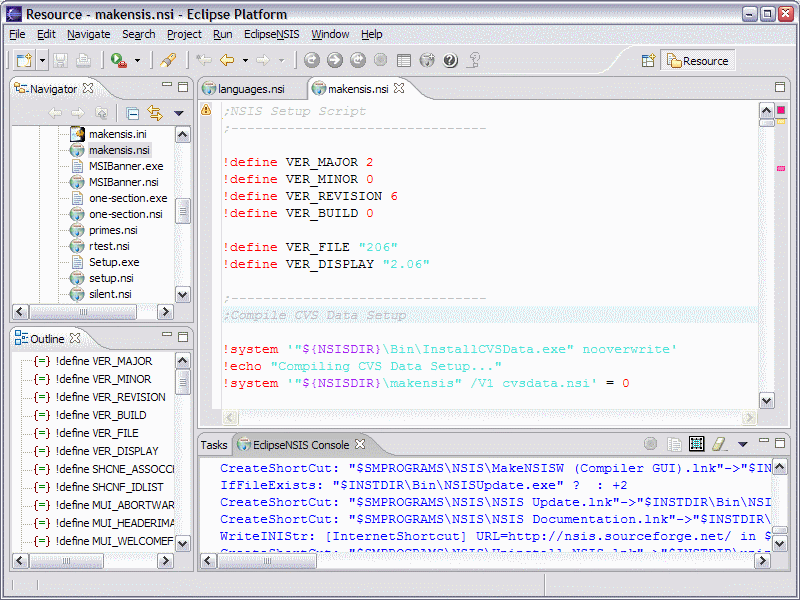 Resource - makensis.nsi - Eclipse Platform
File Edit Navigate Search Project Run EclipseNSIS Window Help
Resource
Navigator
makensis.ini
makensis.nsi
MSIBanner.exe
MSIBanner.nsi
one-section.exe
one-section.nsi
primes.nsi
rtest.nsi
Setup.exe
setup.nsi
silent.nsi
Outline
{=} !define VER_MAJOR
{=} !define VER_MINOR
{=} !define VER_REVISION
{=} !define VER_BUILD
{=} !define VER_FILE
{=} !define VER_DISPLAY
{=} !define SHCNE_ASSOCC
{=} !define SHCNF_IDLIST
{=} !define MUI_ABORTWAR
{=} !define MUI_HEADERIMA
{=} !define MUI_WELCOMEF
languages.nsi makensis.nsi
;NSIS Setup Script
;--------------------------------
!define VER_MAJOR 2
!define VER_MINOR 0
!define VER_REVISION 6
!define VER_BUILD 0
!define VER_FILE "206"
!define VER_DISPLAY "2.06"
;--------------------------------
;Compile CVS Data Setup
!system '"${NSISDIR}\Bin\InstallCVSData.exe" nooverwrite'
!echo "Compiling CVS Data Setup..."
!system '"${NSISDIR}\makensis" /V1 cvsdata.nsi' = 0
Tasks EclipseNSIS Console
CreateShortCut: "$SMPROGRAMS\NSIS\MakeNSISW (Compiler GUI).lnk"->"$IN
IfFileExists: "$INSTDIR\Bin\NSISUpdate.exe" ? : +2
CreateShortCut: "$SMPROGRAMS\NSIS\NSIS Update.lnk"->"$INSTDIR\Bin\NSI
CreateShortCut: "$SMPROGRAMS\NSIS\NSIS Documentation.lnk"->"$INSTDIR\
WriteINIStr: [InternetShortcut] URL=http://nsis.sourceforge.net/ in $
CreateShortCut: "$SMPROGRAMS\NSIS\Uninstall NSIS.lnk"->"$INSTDIR\unin